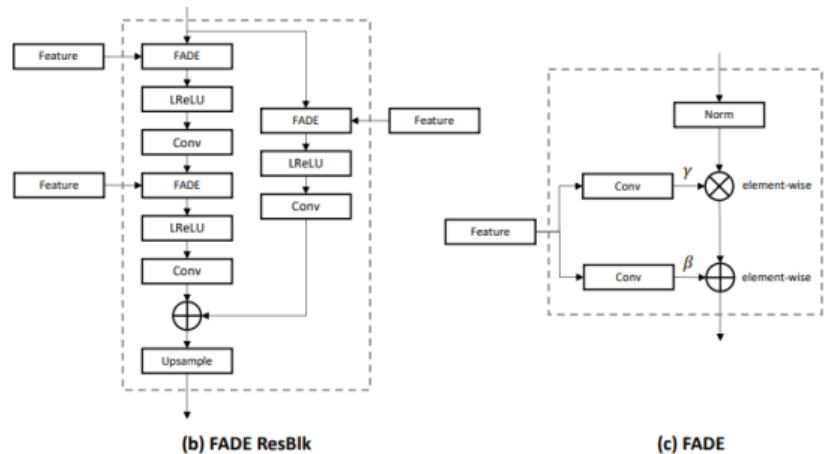 Feature
FADE
LReLU
Conv
Feature
FADE
LReLU
Conv
Upsample
FADE
Feature
LReLU
Conv
(b) FADE ResBlk
Norm
Conv
γ
element-wise
Feature
Conv
β
element-wise
(c) FADE